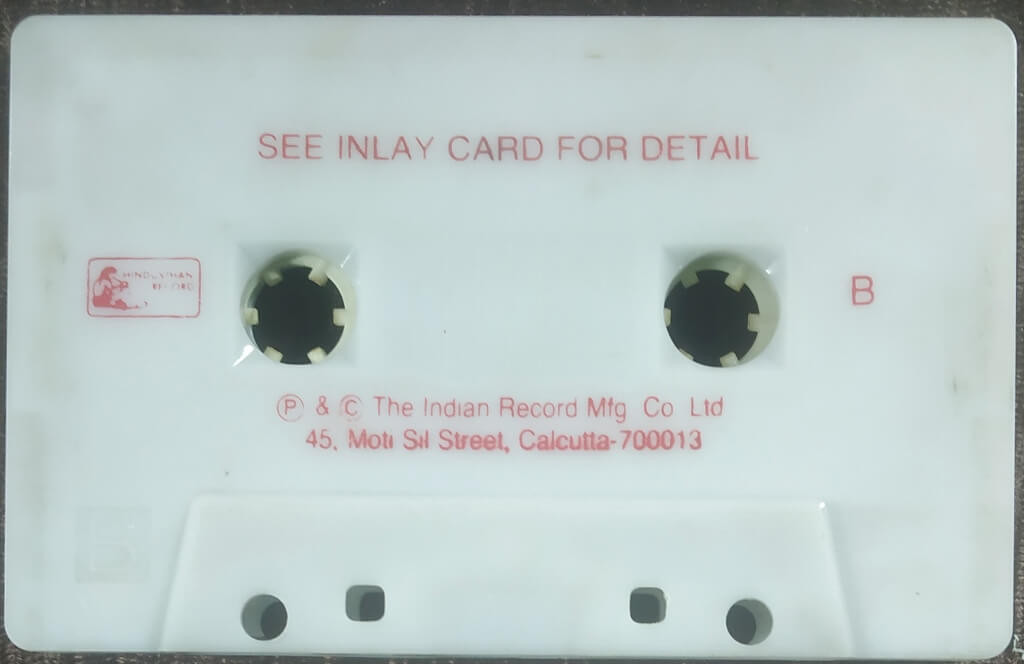 SEE INLAY CARD FOR DETAIL
HINDUSTHAN
RECORD
B
Ⓟ & © The Indian Record Mfg Co Ltd
45, Moti Sil Street, Calcutta-700013